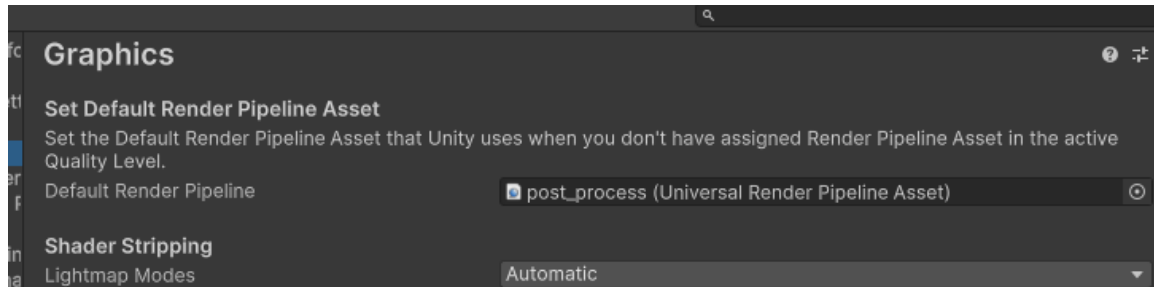 Graphics
Set Default Render Pipeline Asset
Set the Default Render Pipeline Asset that Unity uses when you don't have assigned Render Pipeline Asset in the active
Quality Level.
Default Render Pipeline
post_process (Universal Render Pipeline Asset)
Shader Stripping
Lightmap Modes
Automatic